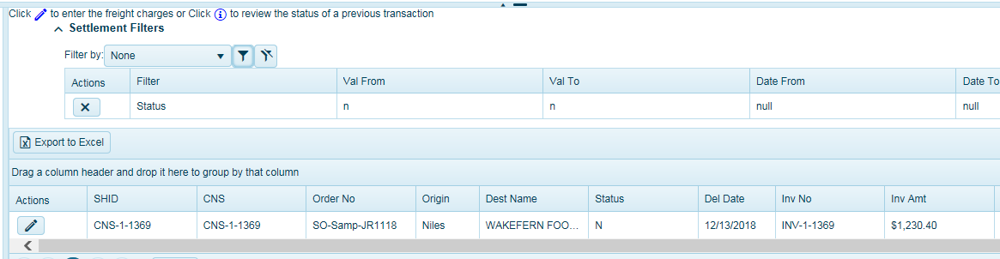 Click to enter the freight charges or Click to review the status of a previous transaction
Settlement Filters
Filter by: None
Actions Filter Val From Val To Date From Date To
Status n n null null
Export to Excel
Drag a column header and drop it here to group by that column
Actions SHID CNS Order No Origin Dest Name Status Del Date Inv No Inv Amt
CNS-1-1369 CNS-1-1369 SO-Samp-JR1118 Niles WAKEFERN FOO... N 12/13/2018 INV-1-1369 $1,230.40